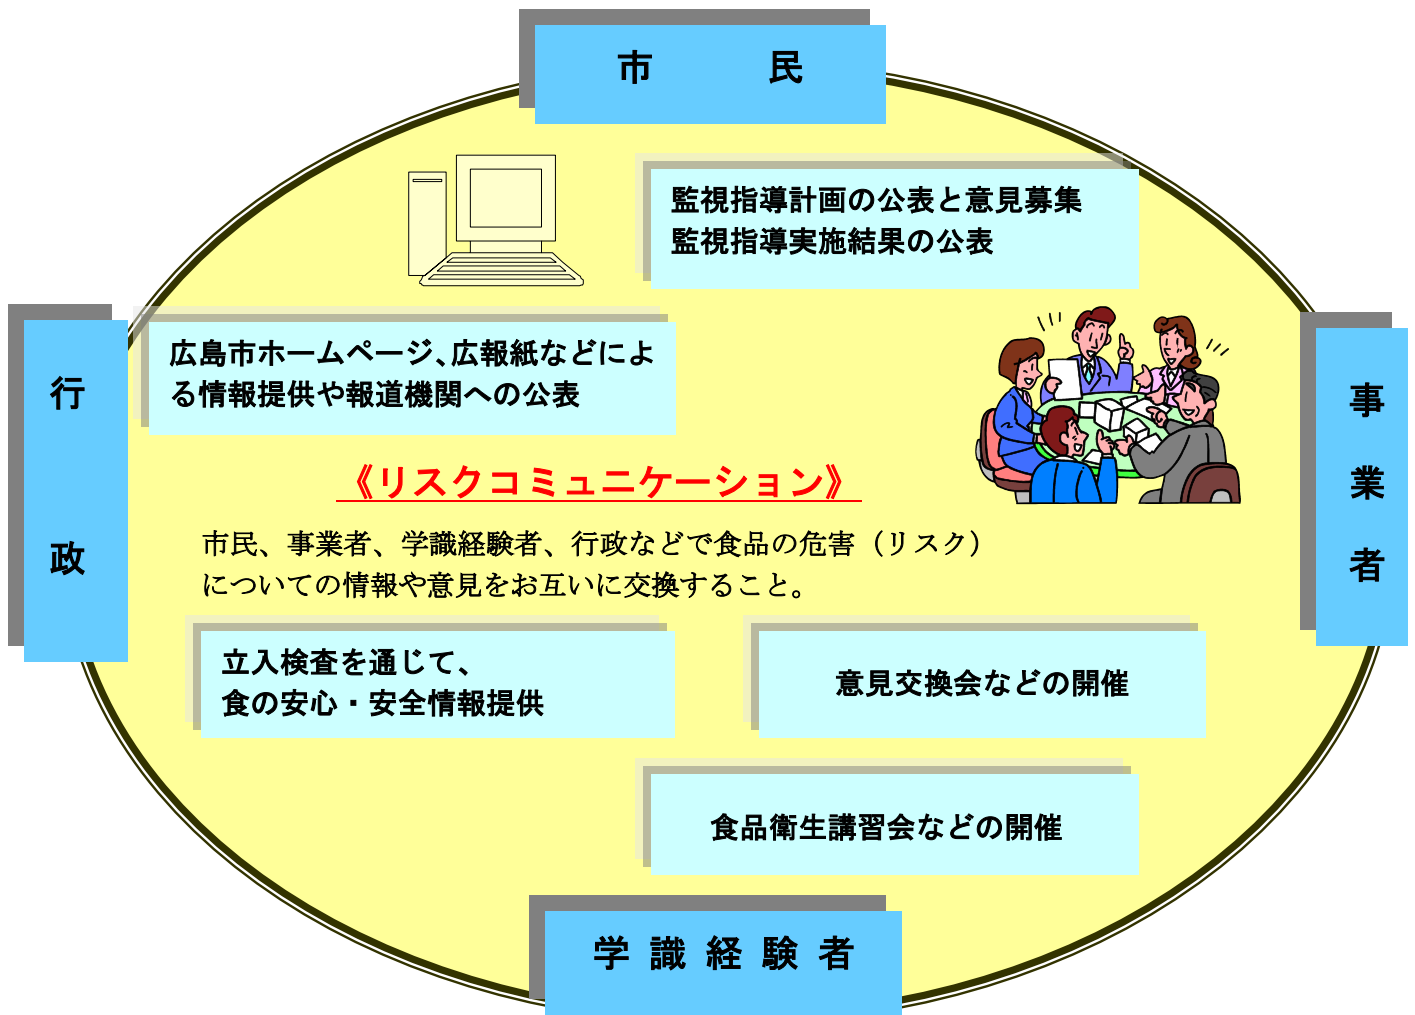 市民
監視指導計画の公表と意見募集
監視指導実施結果の公表
広島市ホームページ、広報紙などによ
る情報提供や報道機関への公表
行政
事業者
《リスクコミュニケーション》
市民、事業者、学識経験者、行政などで食品の危害（リスク）
についての情報や意見をお互いに交換すること。
立入検査を通じて、
食の安心・安全情報提供
意見交換会などの開催
食品衛生講習会などの開催
学識経験者